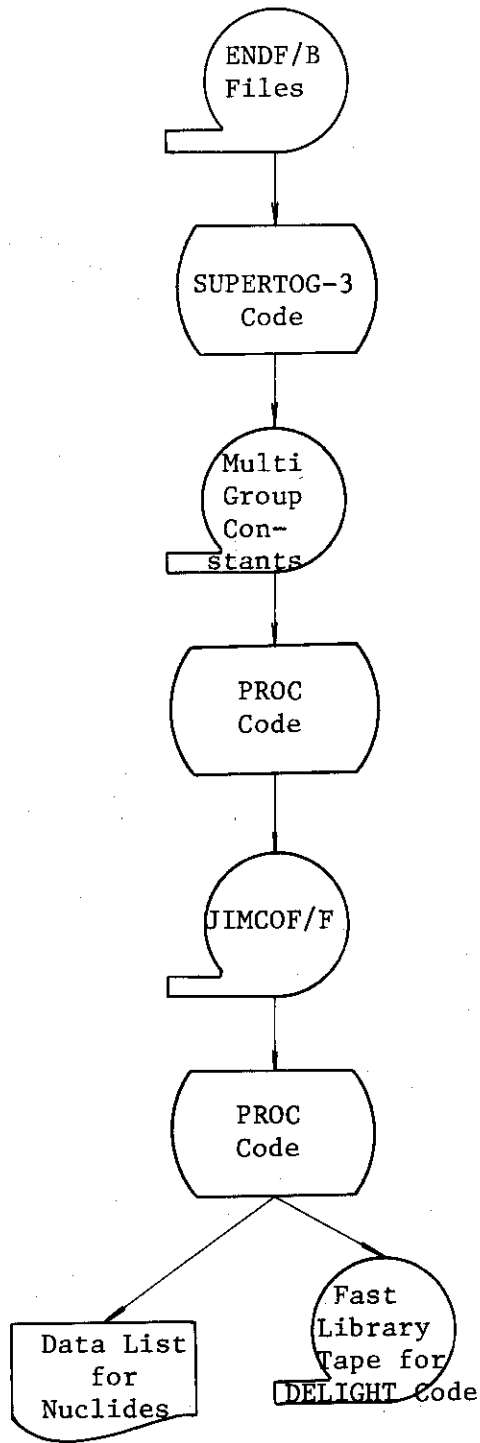 ENDF/B
Files
SUPERTOG-3
Code
Multi
Group
Con-
stants
PROC
Code
JIMCOF/F
PROC
Code
Data List
for
Nuclides
Fast
Library
Tape for
DELIGHT Code